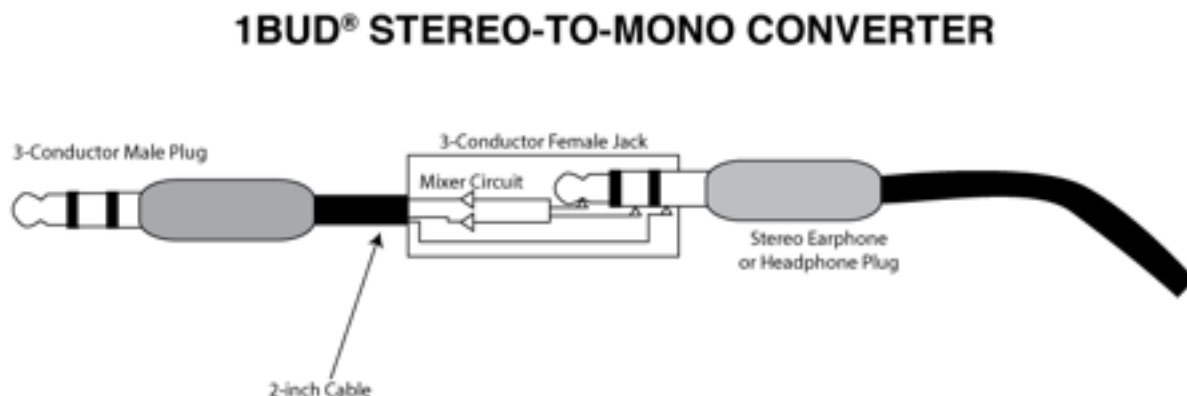 1BUD® STEREO-TO-MONO CONVERTER
3-Conductor Female Jack
3-Conductor Male Plug
Mixer Circuit
Stereo Earphone
or Headphone Plug
2-inch Cable